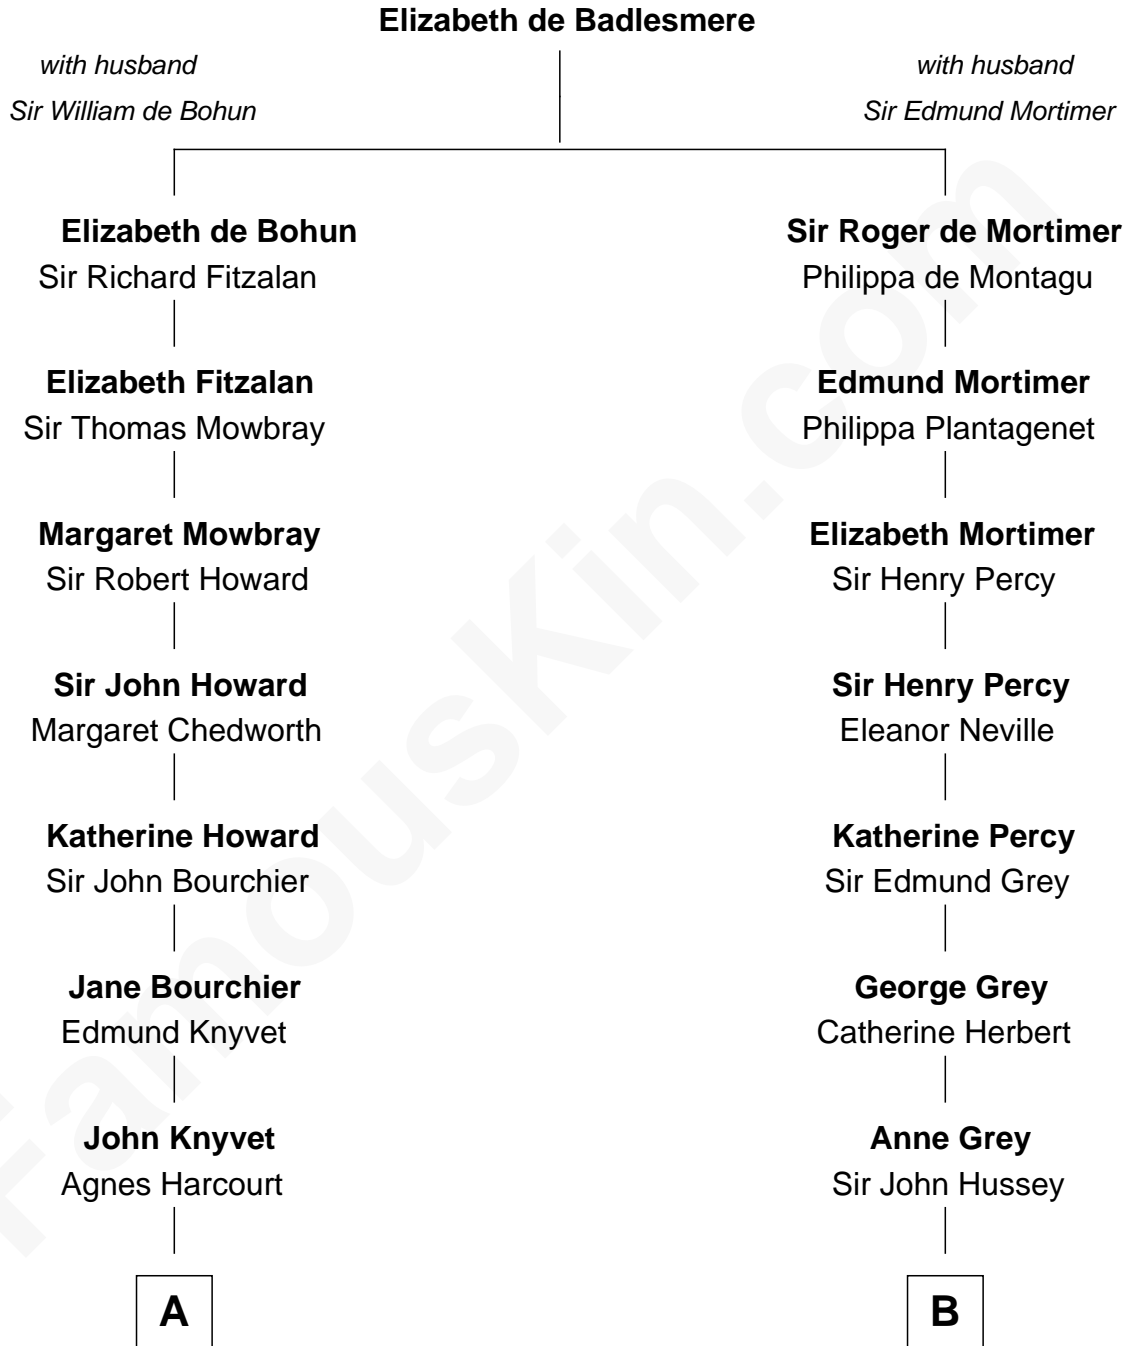 Elizabeth de Badlesmere
with husband
Sir William de Bohun
with husband
Sir Edmund Mortimer
Elizabeth de Bohun
Sir Richard Fitzalan
Sir Roger de Mortimer
Philippa de Montagu
Elizabeth Fitzalan
Sir Thomas Mowbray
Edmund Mortimer
Philippa Plantagenet
Margaret Mowbray
Sir Robert Howard
Elizabeth Mortimer
Sir Henry Percy
Sir John Howard
Margaret Chedworth
Sir Henry Percy
Eleanor Neville
Katherine Howard
Sir John Bourchier
Katherine Percy
Sir Edmund Grey
Jane Bourchier
Edmund Knyvet
George Grey
Catherine Herbert
John Knyvet
Agnes Harcourt
Anne Grey
Sir John Hussey
A
B
FamousKin.com